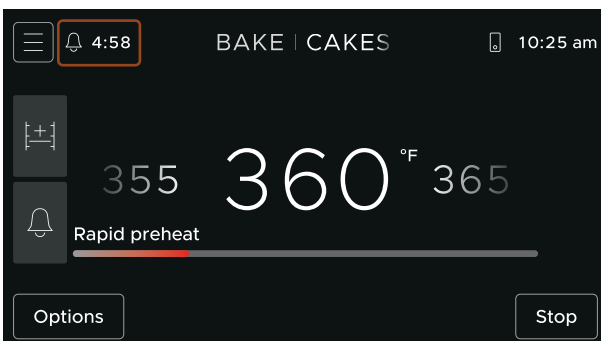 4:58 BAKE | CAKES 10:25 am
355 360 °F 365
Rapid preheat
Options Stop